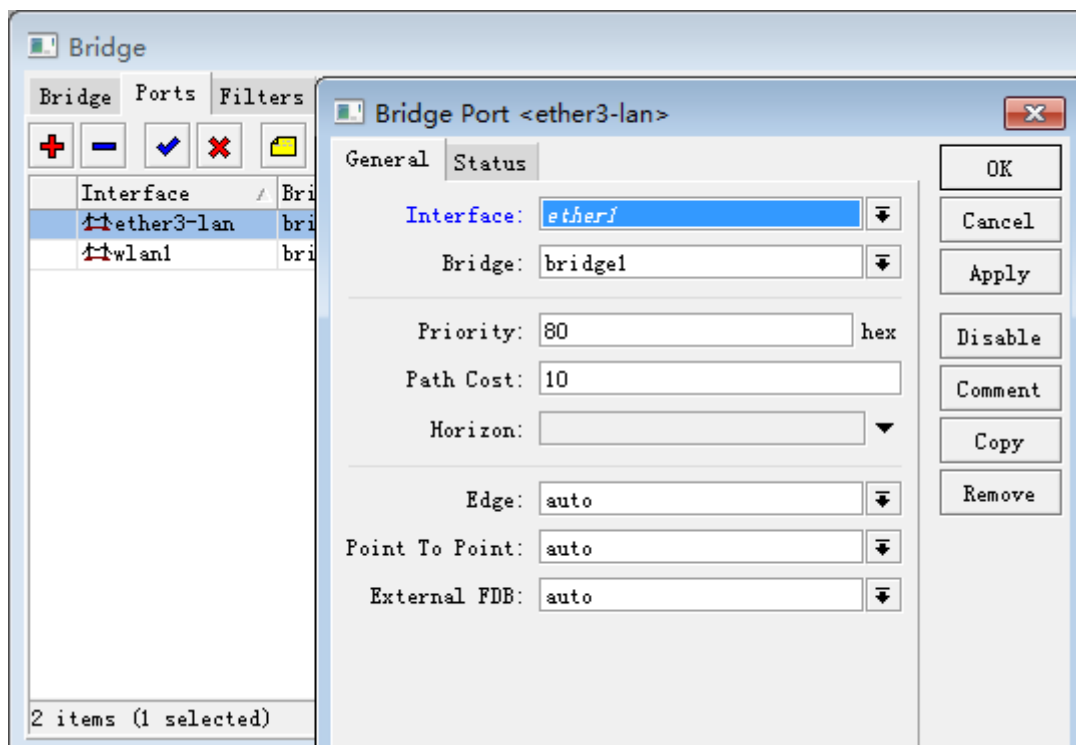 Bridge
Bridge Ports Filters
Interface Bri
ether3-lan bri
wlan1 bri
2 items (1 selected)
Bridge Port <ether3-lan>
General Status
Interface: ether1
Bridge: bridge1
Priority: 80 hex
Path Cost: 10
Horizon:
Edge: auto
Point To Point: auto
External FDB: auto
OK
Cancel
Apply
Disable
Comment
Copy
Remove